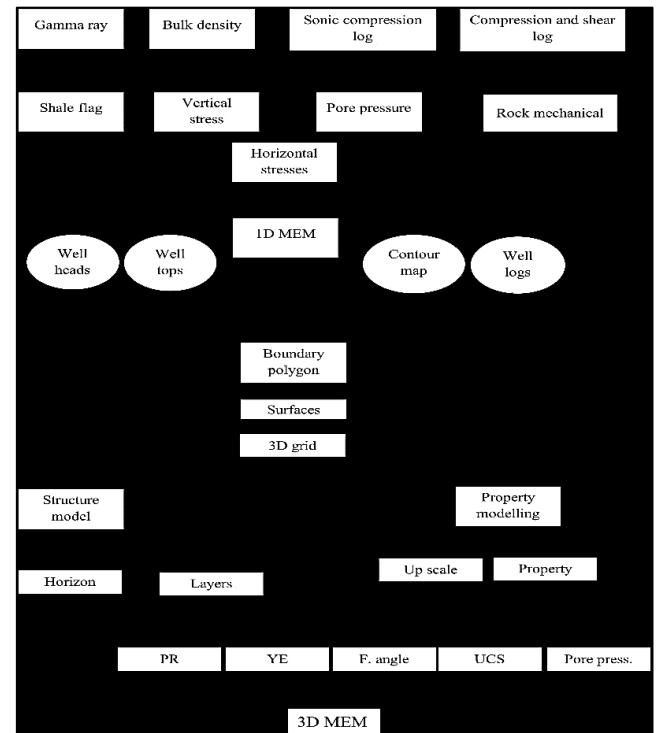 Gamma ray
Bulk density
Sonic compression
log
Compression and shear
log
Shale flag
Vertical
stress
Pore pressure
Rock mechanical
Horizontal
stresses
1D MEM
Well
heads
Well
tops
Contour
map
Well
logs
Boundary
polygon
Surfaces
3D grid
Structure
model
Property
modelling
Horizon
Layers
Up scale
Property
PR
YE
F. angle
UCS
Pore press.
3D MEM